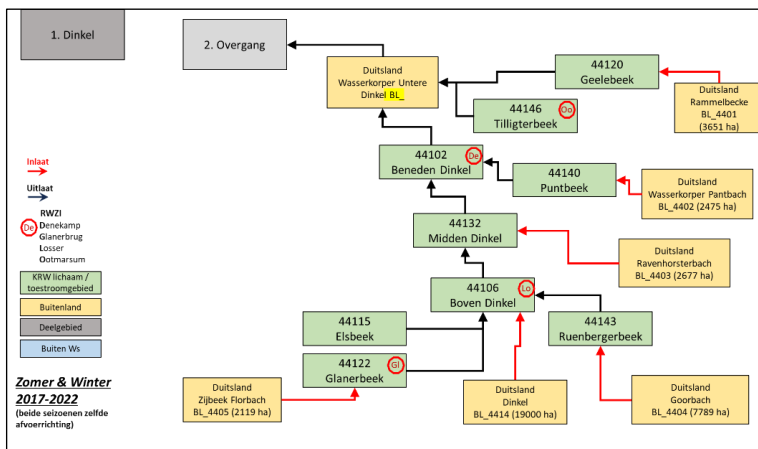 1. Dinkel
2. Overgang
Duitsland
Wasserkorper Untere
Dinkel BL_
44120
Geelebeek
Duitsland
Rammelbecke
BL_4401
(3651 ha)
44146
Tilligterbeek
Oo
44102
Beneden Dinkel
De
44140
Puntbeek
Duitsland
Wasserkorper Pantbach
BL_4402 (2475 ha)
44132
Midden Dinkel
Duitsland
Ravenhorsterbach
BL_4403 (2677 ha)
44106
Boven Dinkel
Lo
44143
Ruenbergerbeek
44115
Elsbeek
44122
Glanerbeek
Gl
Duitsland
Zijbeek Florbach
BL_4405 (2119 ha)
Duitsland
Dinkel
BL_4414 (19000 ha)
Duitsland
Goorbach
BL_4404 (7789 ha)
Inlaat
Uitlaat
RWZI
De
Denekamp
Glanerbrug
Losser
Ootmarsum
KRW lichaam /
toestroomgebied
Buitenland
Deelgebied
Buiten Ws
Zomer & Winter
2017-2022
(beide seizoenen zelfde
afvoerrichting)